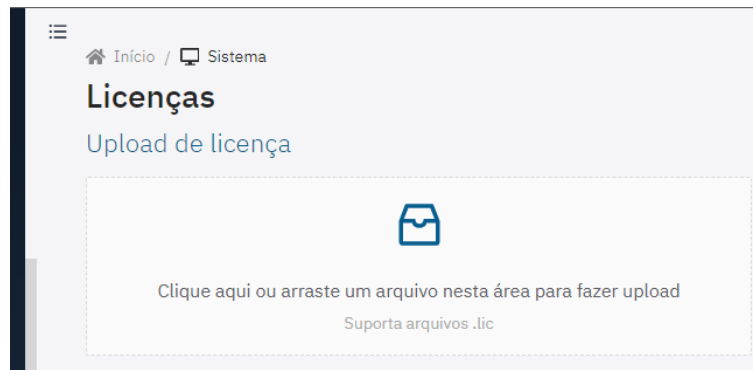 Início / Sistema
Licenças
Upload de licença
Clique aqui ou arraste um arquivo nesta área para fazer upload
Suporta arquivos .lic